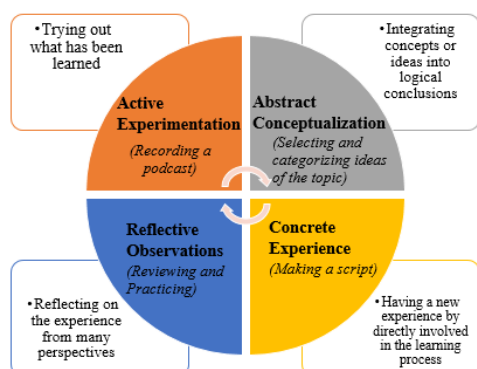 •Trying out
what has been
learned
•Integrating
concepts or
ideas into
logical
conclusions
Active
Experimentation
(Recording a
podcast)
Abstract
Conceptualization
(Selecting and
categorizing ideas
of the topic)
Reflective
Observations
(Reviewing and
Practicing)
Concrete
Experience
(Making a script)
•Reflecting on
the experience
from many
perspectives
•Having a new
experience by
directly involved
in the learning
process